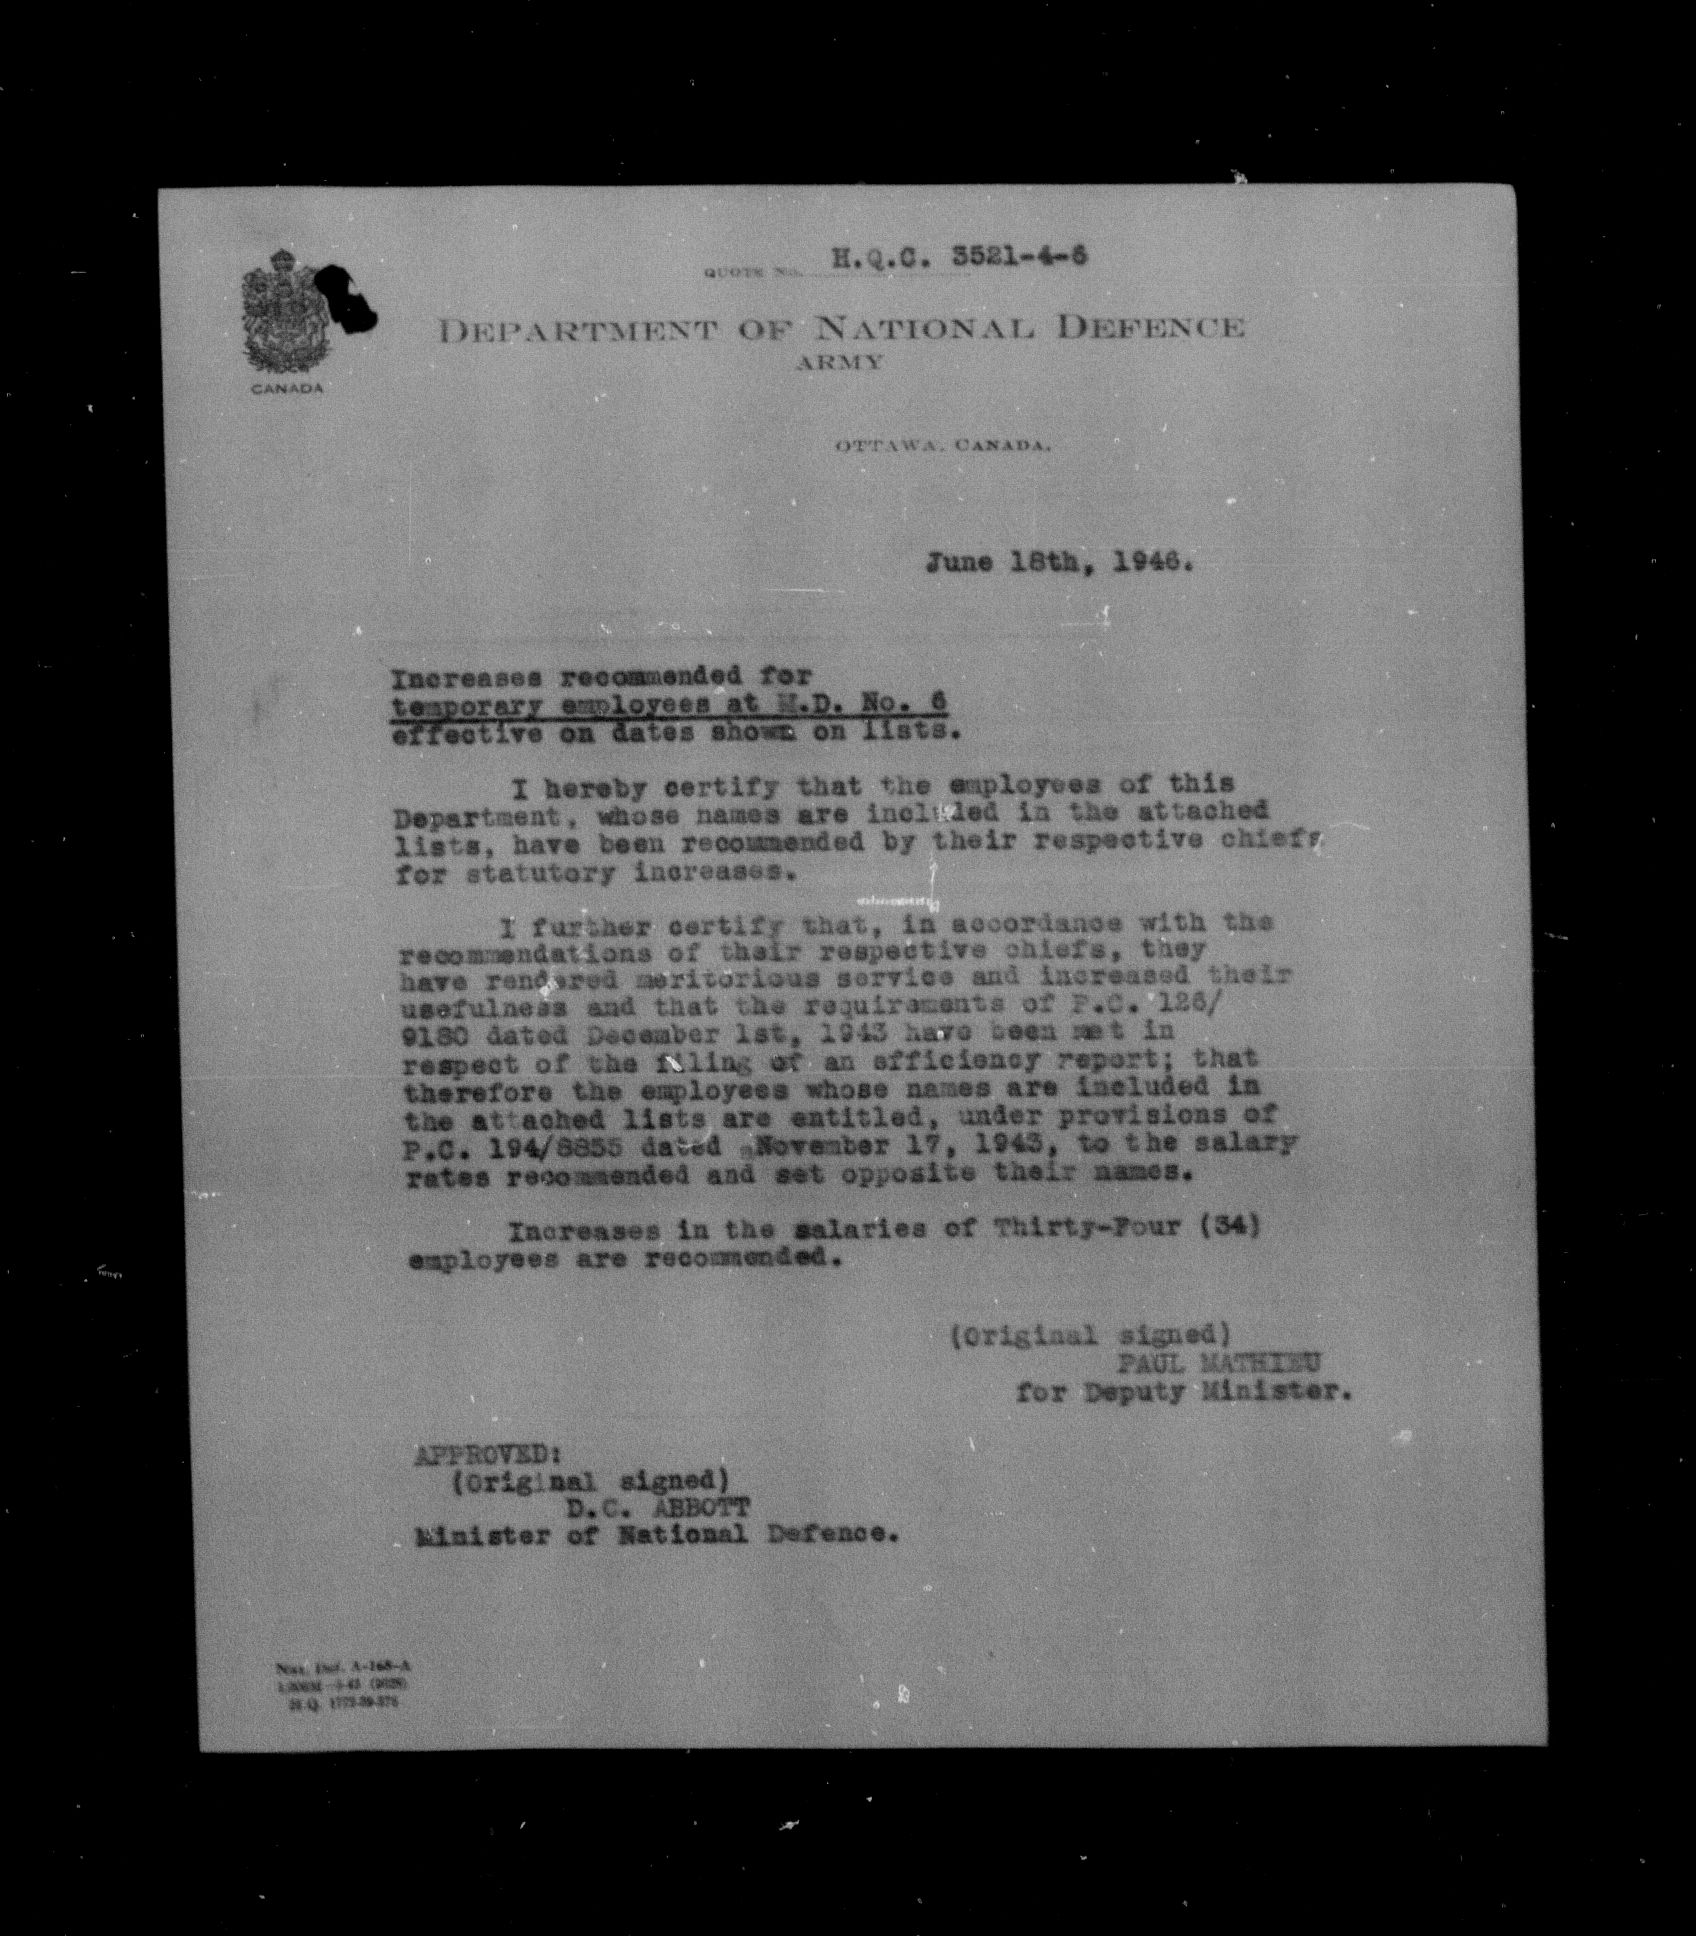 QUOTE No. H.Q.C. 3521-4-6
DEPARTMENT OF NATIONAL DEFENCE
ARMY
CANADA
OTTAWA, CANADA.
June 18th, 1946.
Increases recommended for
temporary employees at M.D. No. 6
effective on dates shown on lists.
I hereby certify that the employees of this
Department, whose names are included in the attached
lists, have been recommended by their respective chiefs
for statutory increases.
I further certify that, in accordance with the
recommendations of their respective chiefs, they
have rendered meritorious service and increased their
usefulness and that the requirements of P.C. 126/
9180 dated December 1st, 1943 have been met in
respect of the filing of an efficiency report; that
therefore the employees whose names are included in
the attached lists are entitled, under provisions of
P.C. 194/8855 dated November 17, 1943, to the salary
rates recommended and set opposite their names.
Increases in the salaries of Thirty-Four (34)
employees are recommended.
(Original signed)
PAUL MATHIEU
for Deputy Minister.
APPROVED:
(Original signed)
D.C. ABBOTT
Minister of National Defence.
Nat. Def. A-168-A
H.Q. 1772-39-376